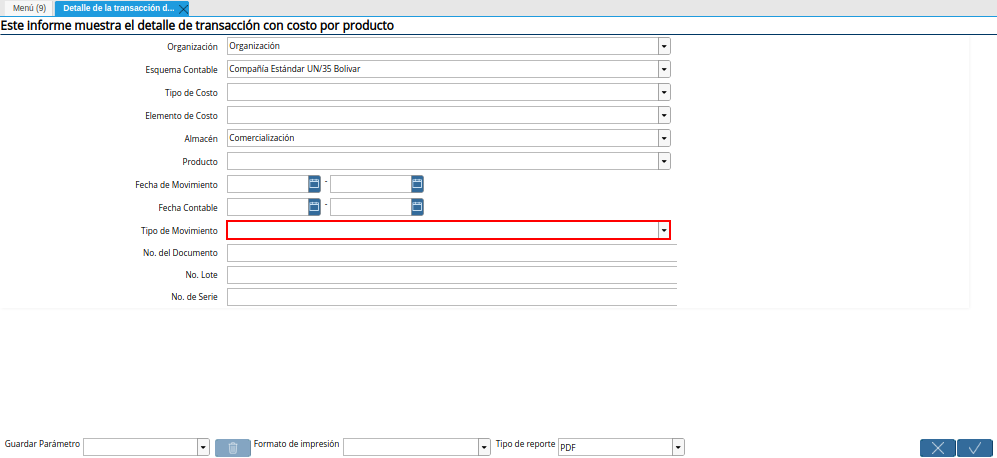 Menú (9) Detalle de la transacción d...
Este informe muestra el detalle de transacción con costo por producto
Organización Organización
Esquema Contable Compañía Estándar UN/35 Bolivar
Tipo de Costo
Elemento de Costo
Almacén Comercialización
Producto
Fecha de Movimiento -
Fecha Contable -
Tipo de Movimiento
No. del Documento
No. Lote
No. de Serie
Guardar Parámetro Formato de impresión Tipo de reporte PDF